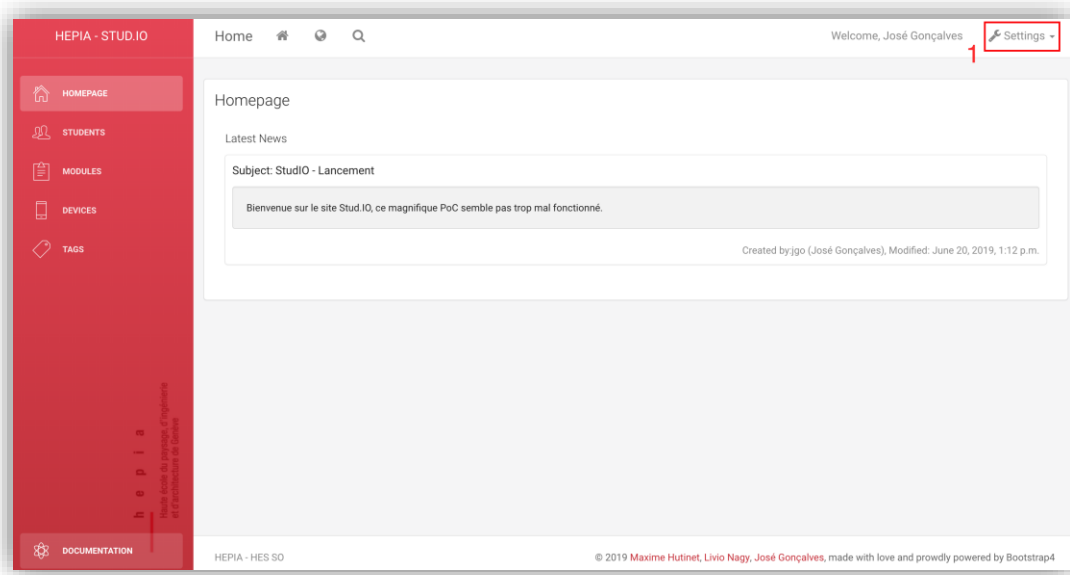 HEPIA - STUD.IO
Home
Welcome, José Gonçalves
Settings
1
HOMEPAGE
STUDENTS
MODULES
DEVICES
TAGS
Homepage
Latest News
Subject: StudIO - Lancement
Bienvenue sur le site Stud.IO, ce magnifique PoC semble pas trop mal fonctionné.
Created by:jgo (José Gonçalves), Modified: June 20, 2019, 1:12 p.m.
hepia
Haute école du paysage, d'ingénierie
et d'architecture de Genève
DOCUMENTATION
HEPIA - HES SO
© 2019 Maxime Hutinet, Livio Nagy, José Gonçalves, made with love and prowdly powered by Bootstrap4